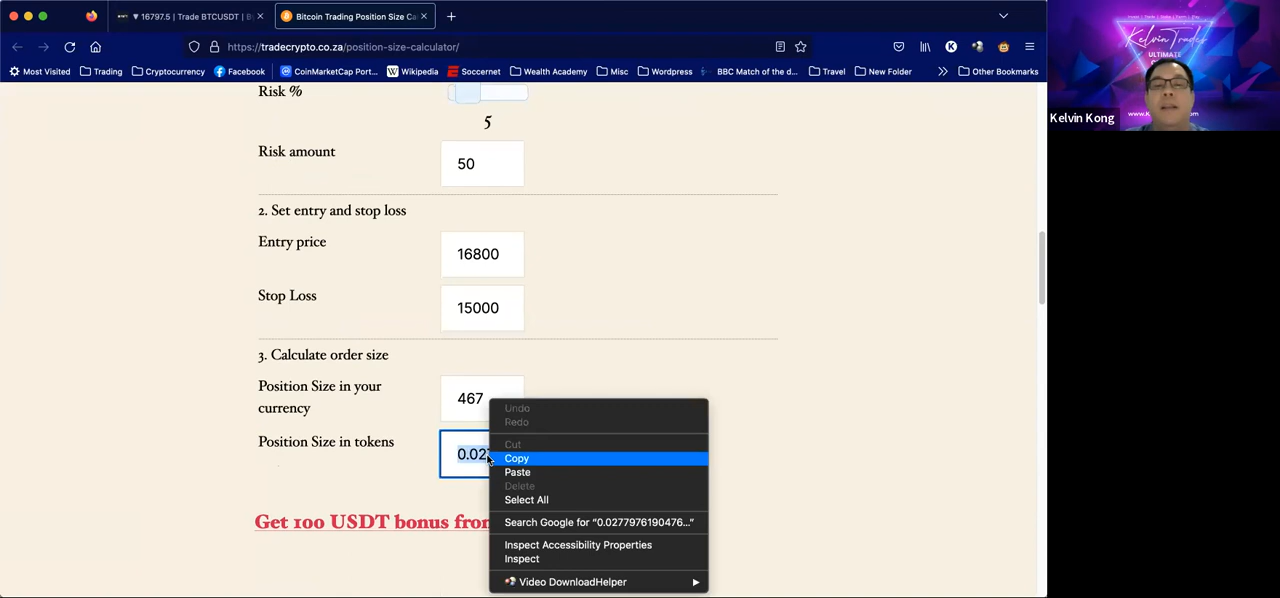 16797.5 | Trade BTCUSDT | B
Bitcoin Trading Position Size Ca
https://tradecrypto.co.za/position-size-calculator/
Most Visited Trading Cryptocurrency Facebook CoinMarketCap Port... Wikipedia Soccernet Wealth Academy Misc Wordpress BBC Match of the d... Travel New Folder Other Bookmarks
Kelvin Trades
ULTIMATE
Kelvin Kong
Risk %
5
Risk amount
50
2. Set entry and stop loss
Entry price
16800
Stop Loss
15000
3. Calculate order size
Position Size in your
currency
467
Position Size in tokens
0.027
Get 100 USDT bonus from
Undo
Redo
Cut
Copy
Paste
Delete
Select All
Search Google for “0.0277976190476...”
Inspect Accessibility Properties
Inspect
Video DownloadHelper